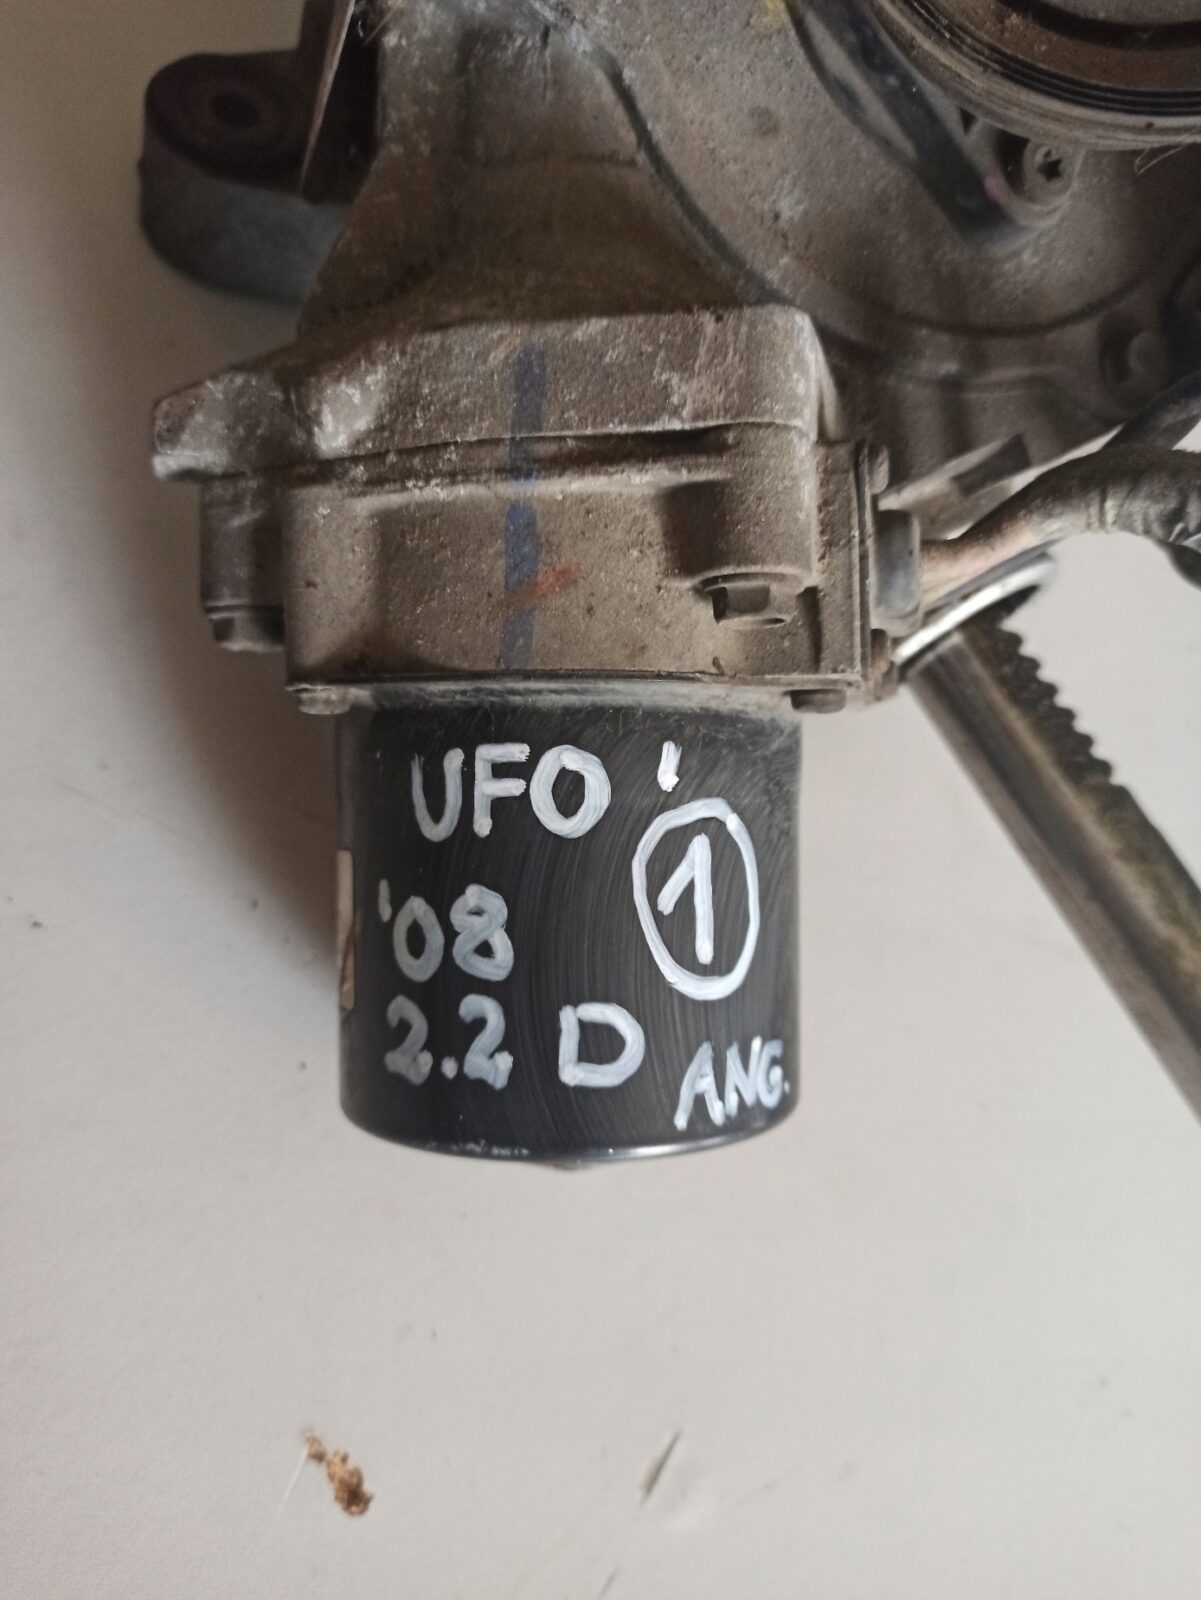 UFO '
①
'08
2.2 D
ANG.